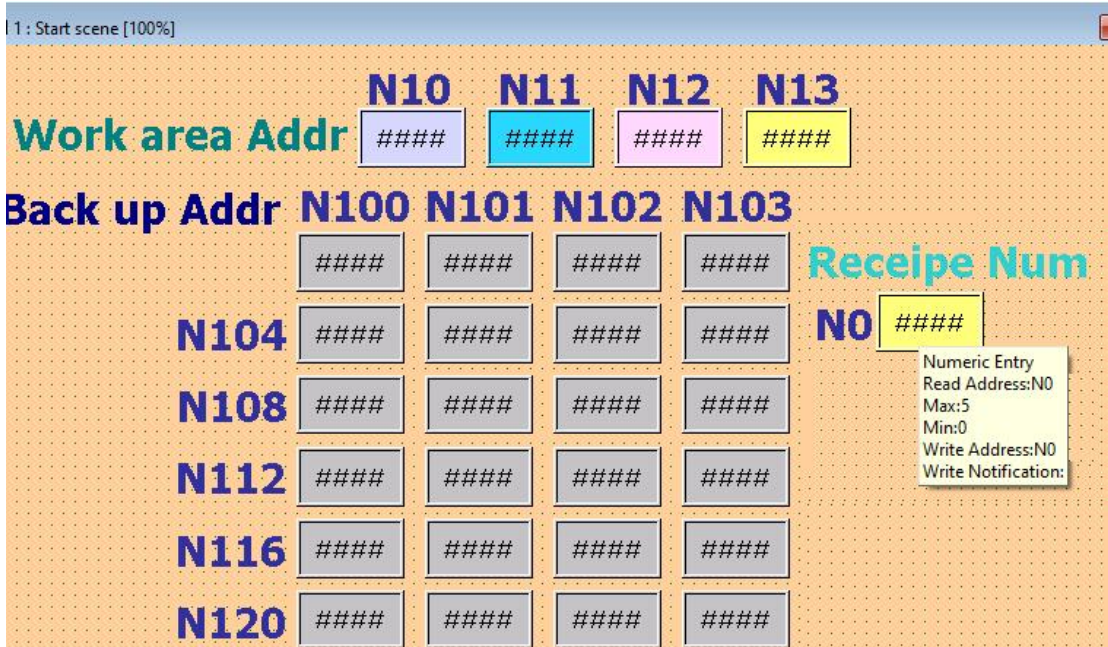 1 : Start scene [100%]
N10 N11 N12 N13
Work area Addr #### #### #### ####
Back up Addr N100 N101 N102 N103
#### #### #### ####
Receipe Num
N104 #### #### #### ####
N0 ####
Numeric Entry
Read Address:N0
Max:5
Min:0
Write Address:N0
Write Notification:
N108 #### #### #### ####
N112 #### #### #### ####
N116 #### #### #### ####
N120 #### #### #### ####